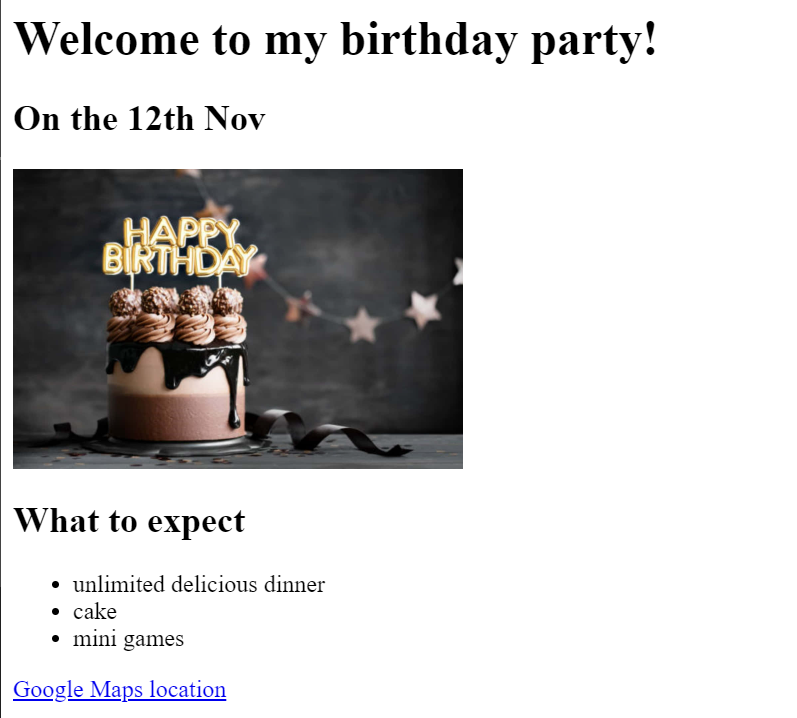 Welcome to my birthday party!
On the 12th Nov
HAPPY
BIRTHDAY
What to expect
unlimited delicious dinner
cake
mini games
Google Maps location